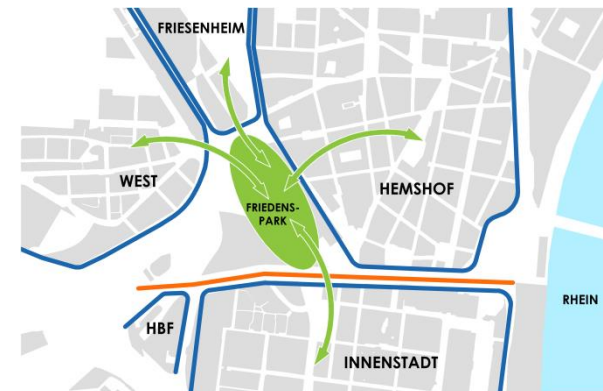 FRIESENHEIM
WEST
HEMSHOF
FRIEDENS-
PARK
RHEIN
HBF
INNENSTADT